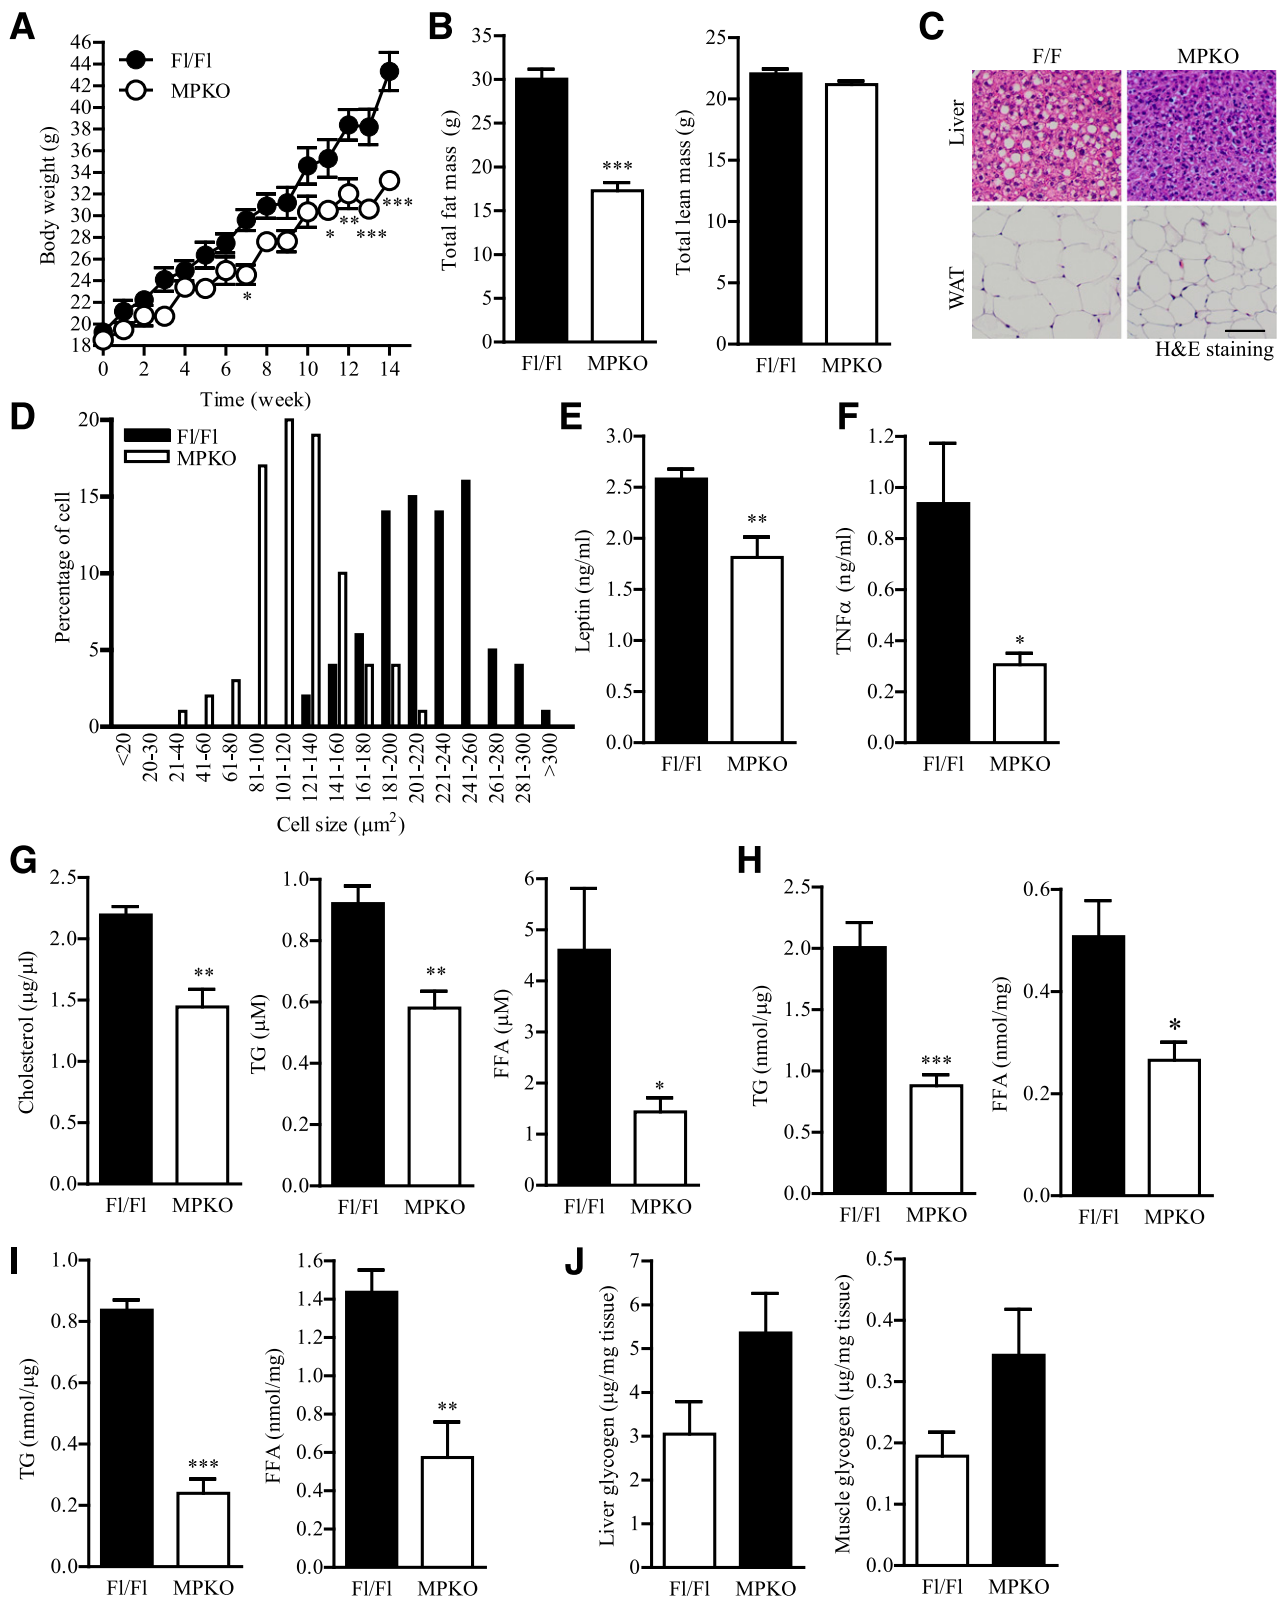 A
46
44
42
40
38
36
34
32
30
28
26
24
22
20
18
Body weight (g)
Fl/Fl
MPKO
*
*
**
***
***
0 2 4 6 8 10 12 14
Time (week)
B
35
30
25
20
15
10
5
0
Total fat mass (g)
***
Fl/Fl MPKO
25
20
15
10
5
0
Total lean mass (g)
Fl/Fl MPKO
C
F/F MPKO
Liver
WAT
H&E staining
D
20
15
10
5
0
Percentage of cell
Fl/Fl
MPKO
<20
20-30
21-40
41-60
61-80
81-100
101-120
121-140
141-160
161-180
181-200
201-220
221-240
241-260
261-280
281-300
>300
Cell size (μm2)
E
3.0
2.5
2.0
1.5
1.0
0.5
0.0
Leptin (ng/ml)
**
Fl/Fl MPKO
F
1.2
1.0
0.8
0.6
0.4
0.2
0.0
TNFα (ng/ml)
*
Fl/Fl MPKO
G
2.5
2.0
1.5
1.0
0.5
0.0
Cholesterol (μg/μl)
**
Fl/Fl MPKO
1.0
0.8
0.6
0.4
0.2
0.0
TG (μM)
**
Fl/Fl MPKO
6
5
4
3
2
1
0
FFA (μM)
*
Fl/Fl MPKO
H
2.5
2.0
1.5
1.0
0.5
0.0
TG (nmol/μg)
***
Fl/Fl MPKO
0.6
0.4
0.2
0.0
FFA (nmol/mg)
*
Fl/Fl MPKO
I
1.0
0.8
0.6
0.4
0.2
0.0
TG (nmol/μg)
***
Fl/Fl MPKO
1.6
1.4
1.2
1.0
0.8
0.6
0.4
0.2
0.0
FFA (nmol/mg)
**
Fl/Fl MPKO
J
7
6
5
4
3
2
1
0
Liver glycogen (μg/mg tissue)
Fl/Fl MPKO
0.5
0.4
0.3
0.2
0.1
0.0
Muscle glycogen (μg/mg tissue)
Fl/Fl MPKO